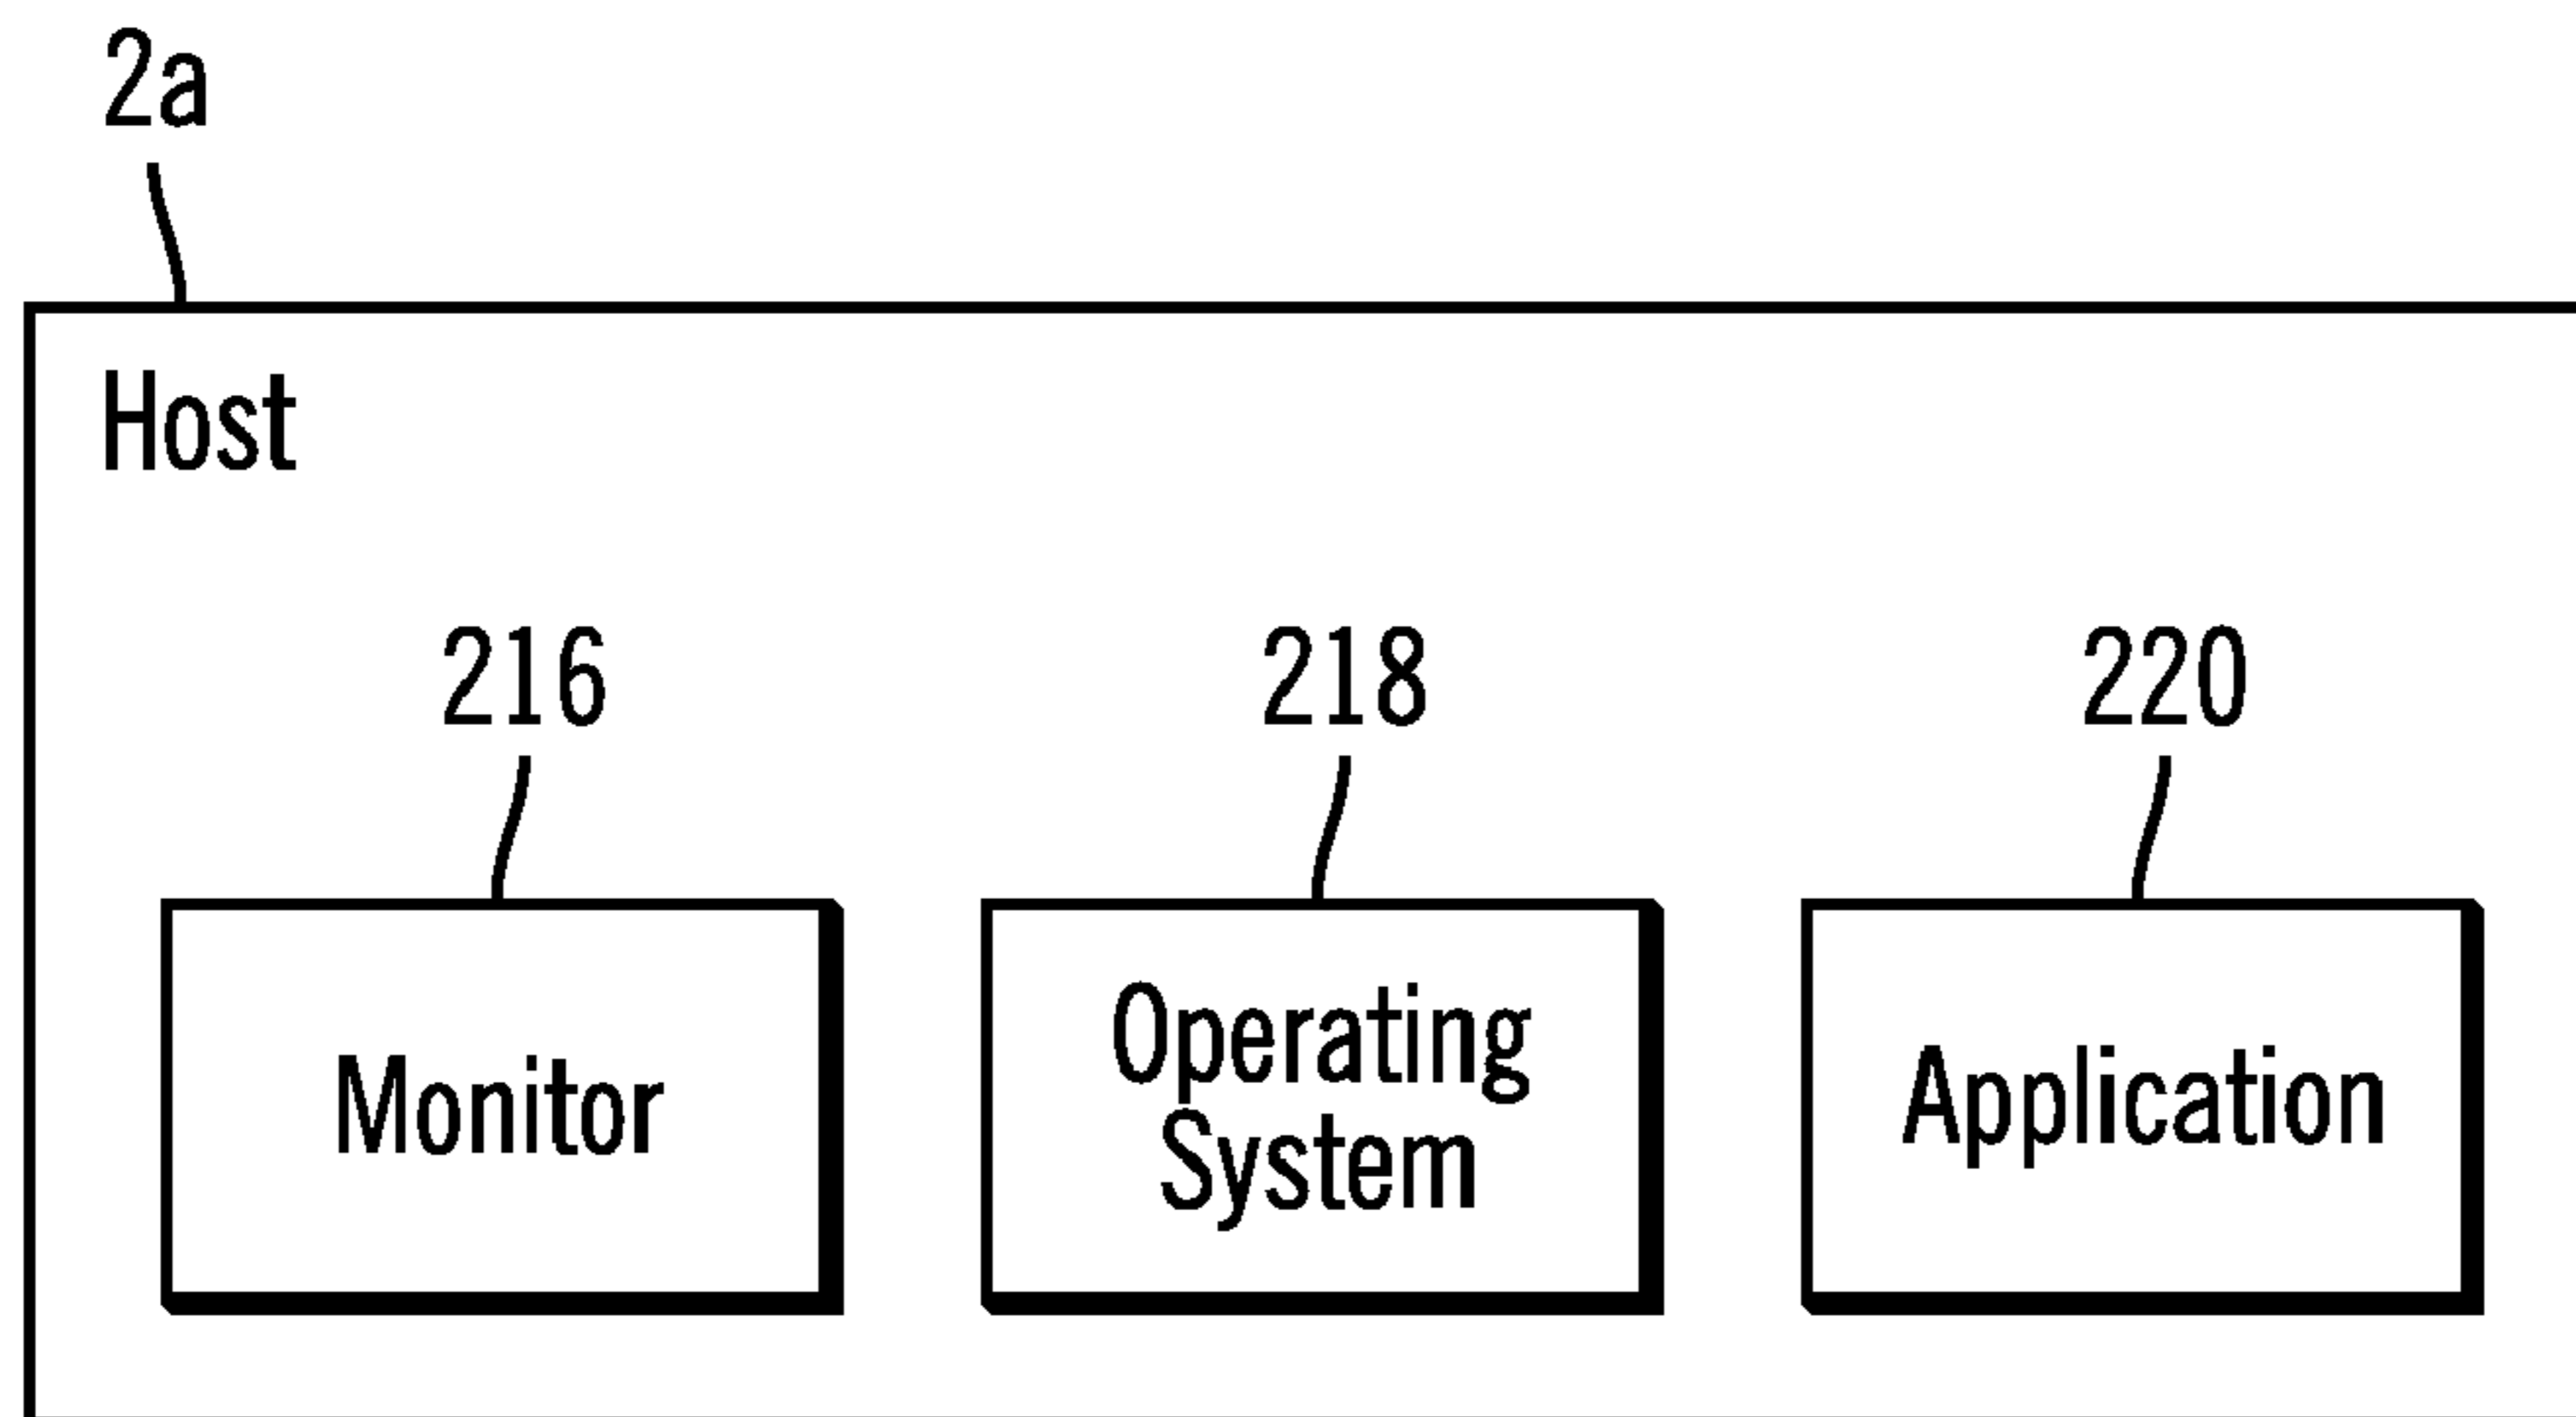 2a
Host
216
218
220
Monitor
Operating
System
Application